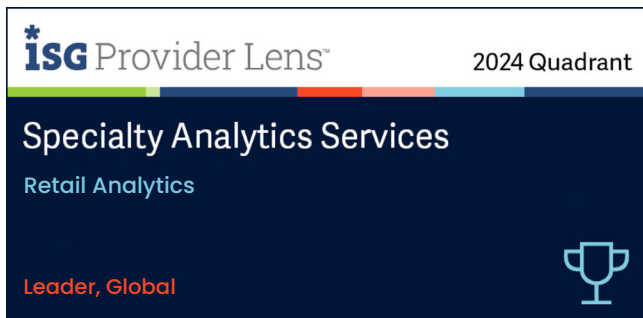 ISG Provider Lens™
2024 Quadrant
Specialty Analytics Services
Retail Analytics
Leader, Global